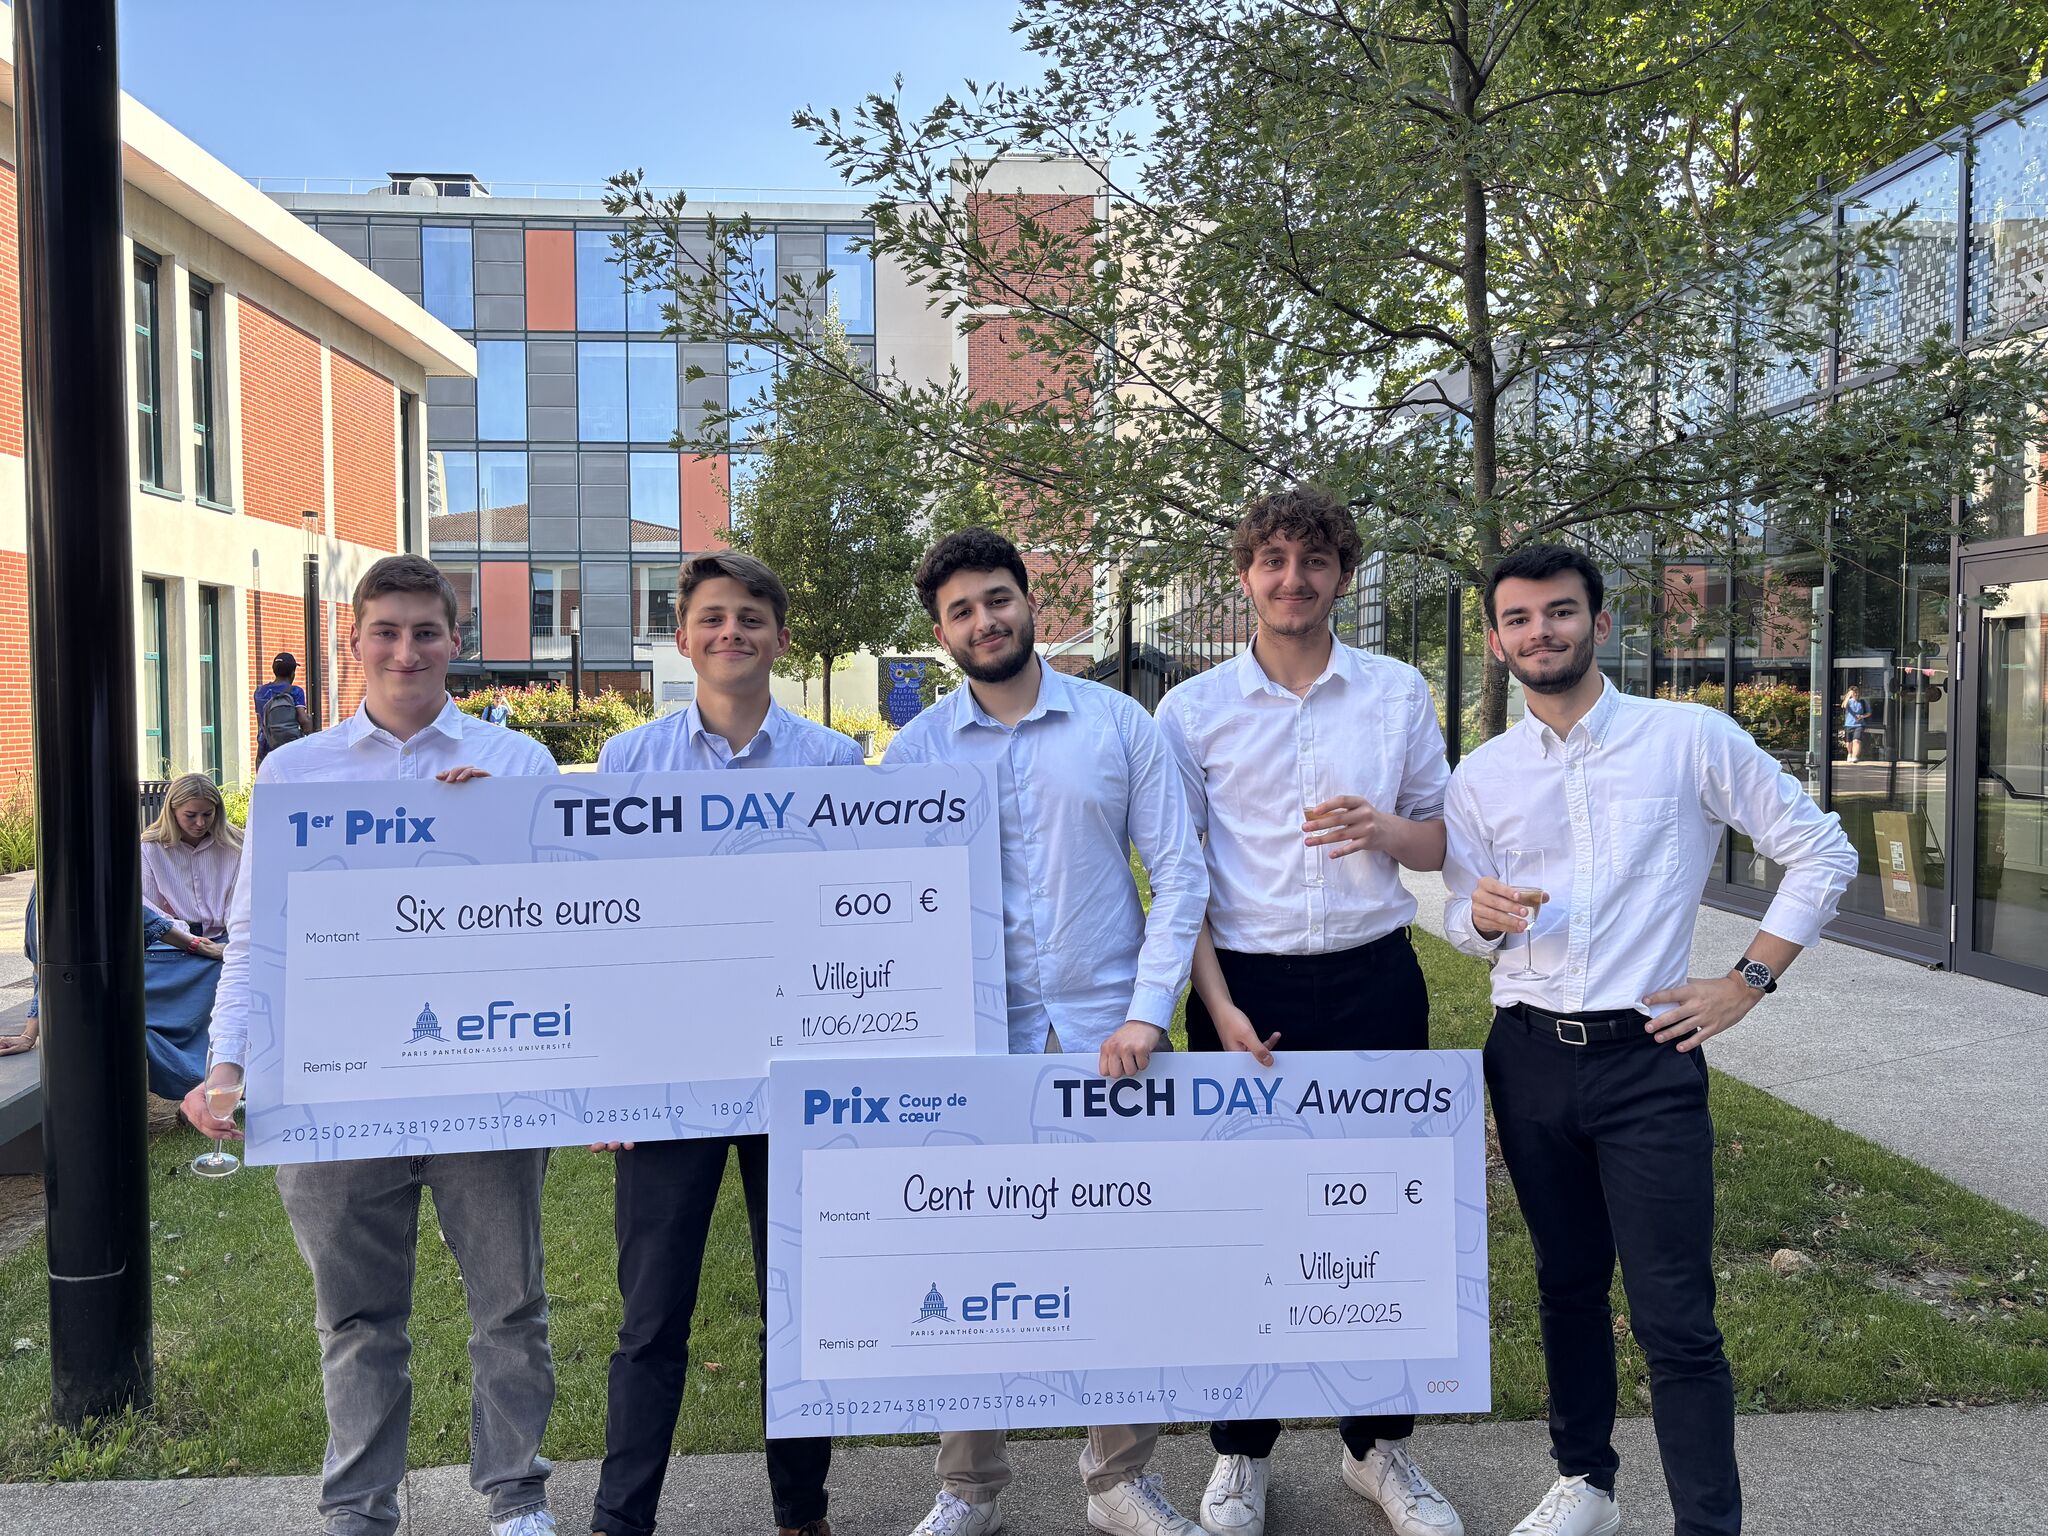 1er Prix
TECH DAY Awards
Montant Six cents euros 600 €
À Villejuif
LE 11/06/2025
Remis par efrei
PARIS PANTHÉON-ASSAS UNIVERSITÉ
20250227438192075378491 028361479 1802
Prix Coup de
cœur
TECH DAY Awards
Montant Cent vingt euros 120 €
À Villejuif
LE 11/06/2025
Remis par efrei
PARIS PANTHÉON-ASSAS UNIVERSITÉ
20250227438192075378491 028361479 1802